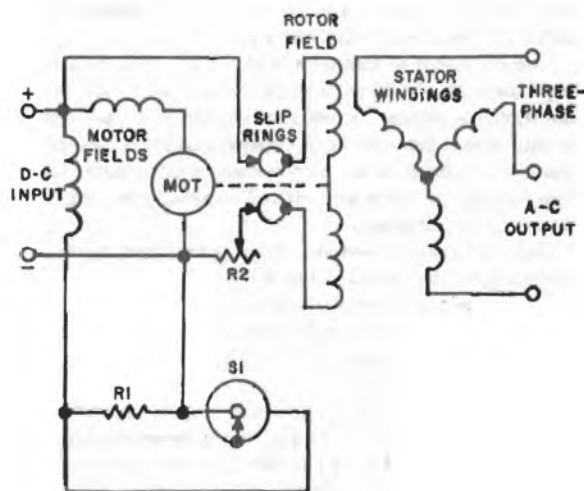 ROTOR
FIELD
STATOR
WINDINGS
THREE-
PHASE
+
SLIP
RINGS
MOTOR
FIELDS
D-C
INPUT
MOT
A-C
OUTPUT
–
R2
R1
S1